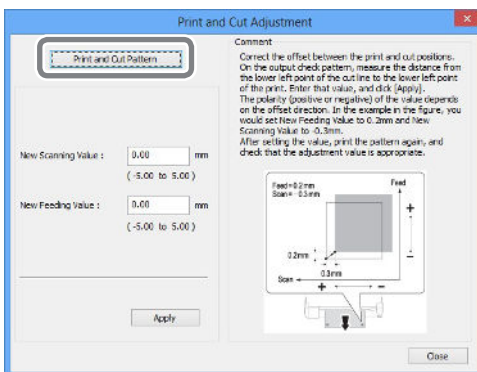 Print and Cut Adjustment
Print and Cut Pattern
New Scanning Value :
0.00
mm
( -5.00 to 5.00 )
New Feeding Value :
0.00
mm
( -5.00 to 5.00 )
Apply
Comment
Correct the offset between the print and cut positions.
On the output check pattern, measure the distance from
the lower left point of the cut line to the lower left point
of the print. Enter that value, and click [Apply].
The polarity (positive or negative) of the value depends
on the offset direction. In the example in the figure, you
would set New Feeding Value to 0.2mm and New
Scanning Value to -0.3mm.
After setting the value, print the pattern again, and
check that the adjustment value is appropriate.
Feed=0.2mm
Scan= -0.3mm
Feed
+
-
0.2mm
0.3mm
Scan
+
-
Close